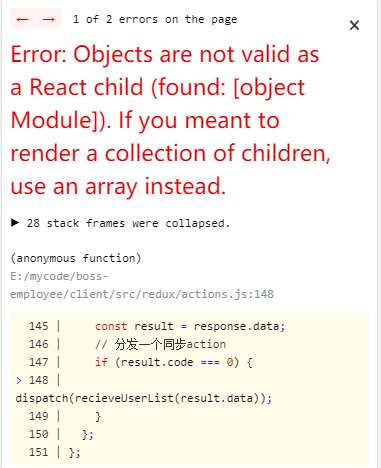 ← → 1 of 2 errors on the page ×
Error: Objects are not valid as
a React child (found: [object
Module]). If you meant to
render a collection of children,
use an array instead.
▶ 28 stack frames were collapsed.
(anonymous function)
E:/mycode/boss-
employee/client/src/redux/actions.js:148
145 |     const result = response.data;
146 |     // 分发一个同步action
147 |     if (result.code === 0) {
> 148 |
dispatch(recieveUserList(result.data));
149 |     }
150 |   };
151 | };